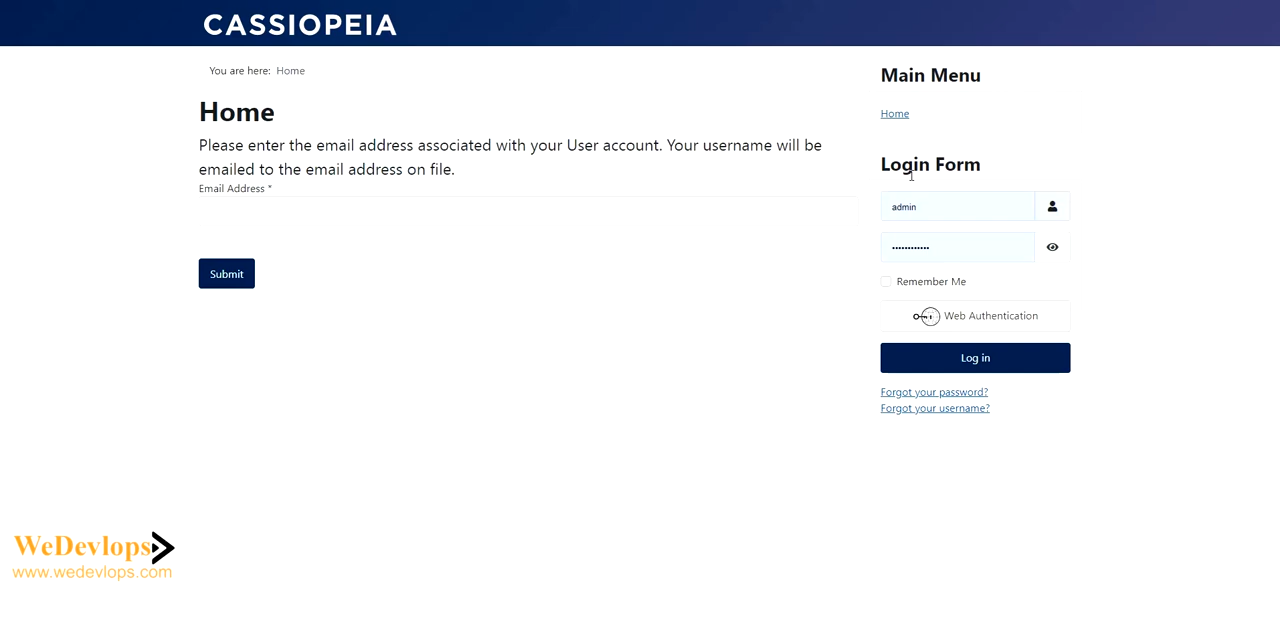 CASSIOPEIA
You are here: Home
Home
Please enter the email address associated with your User account. Your username will be
emailed to the email address on file.
Email Address *
Submit
Main Menu
Home
Login Form
admin
••••••••••••
Remember Me
Web Authentication
Log in
Forgot your password?
Forgot your username?
WeDevlops
www.wedevlops.com